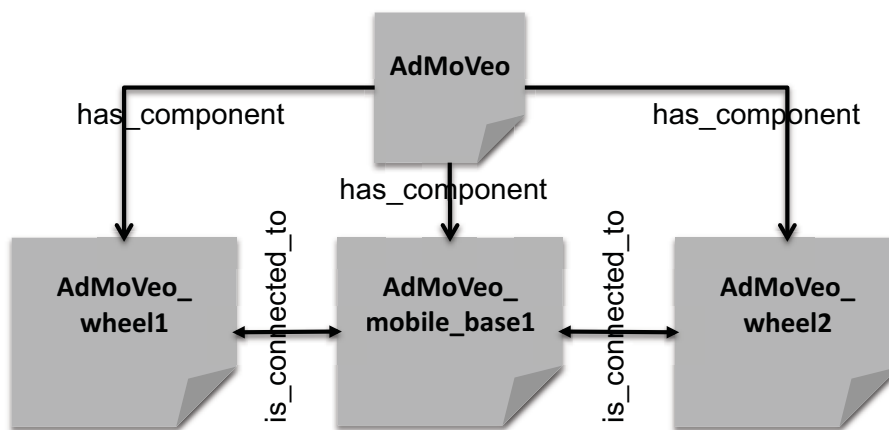 AdMoVeo
has_component
has_component
has_component
is_connected_to
is_connected_to
AdMoVeo_
wheel1
AdMoVeo_
mobile_base1
AdMoVeo_
wheel2